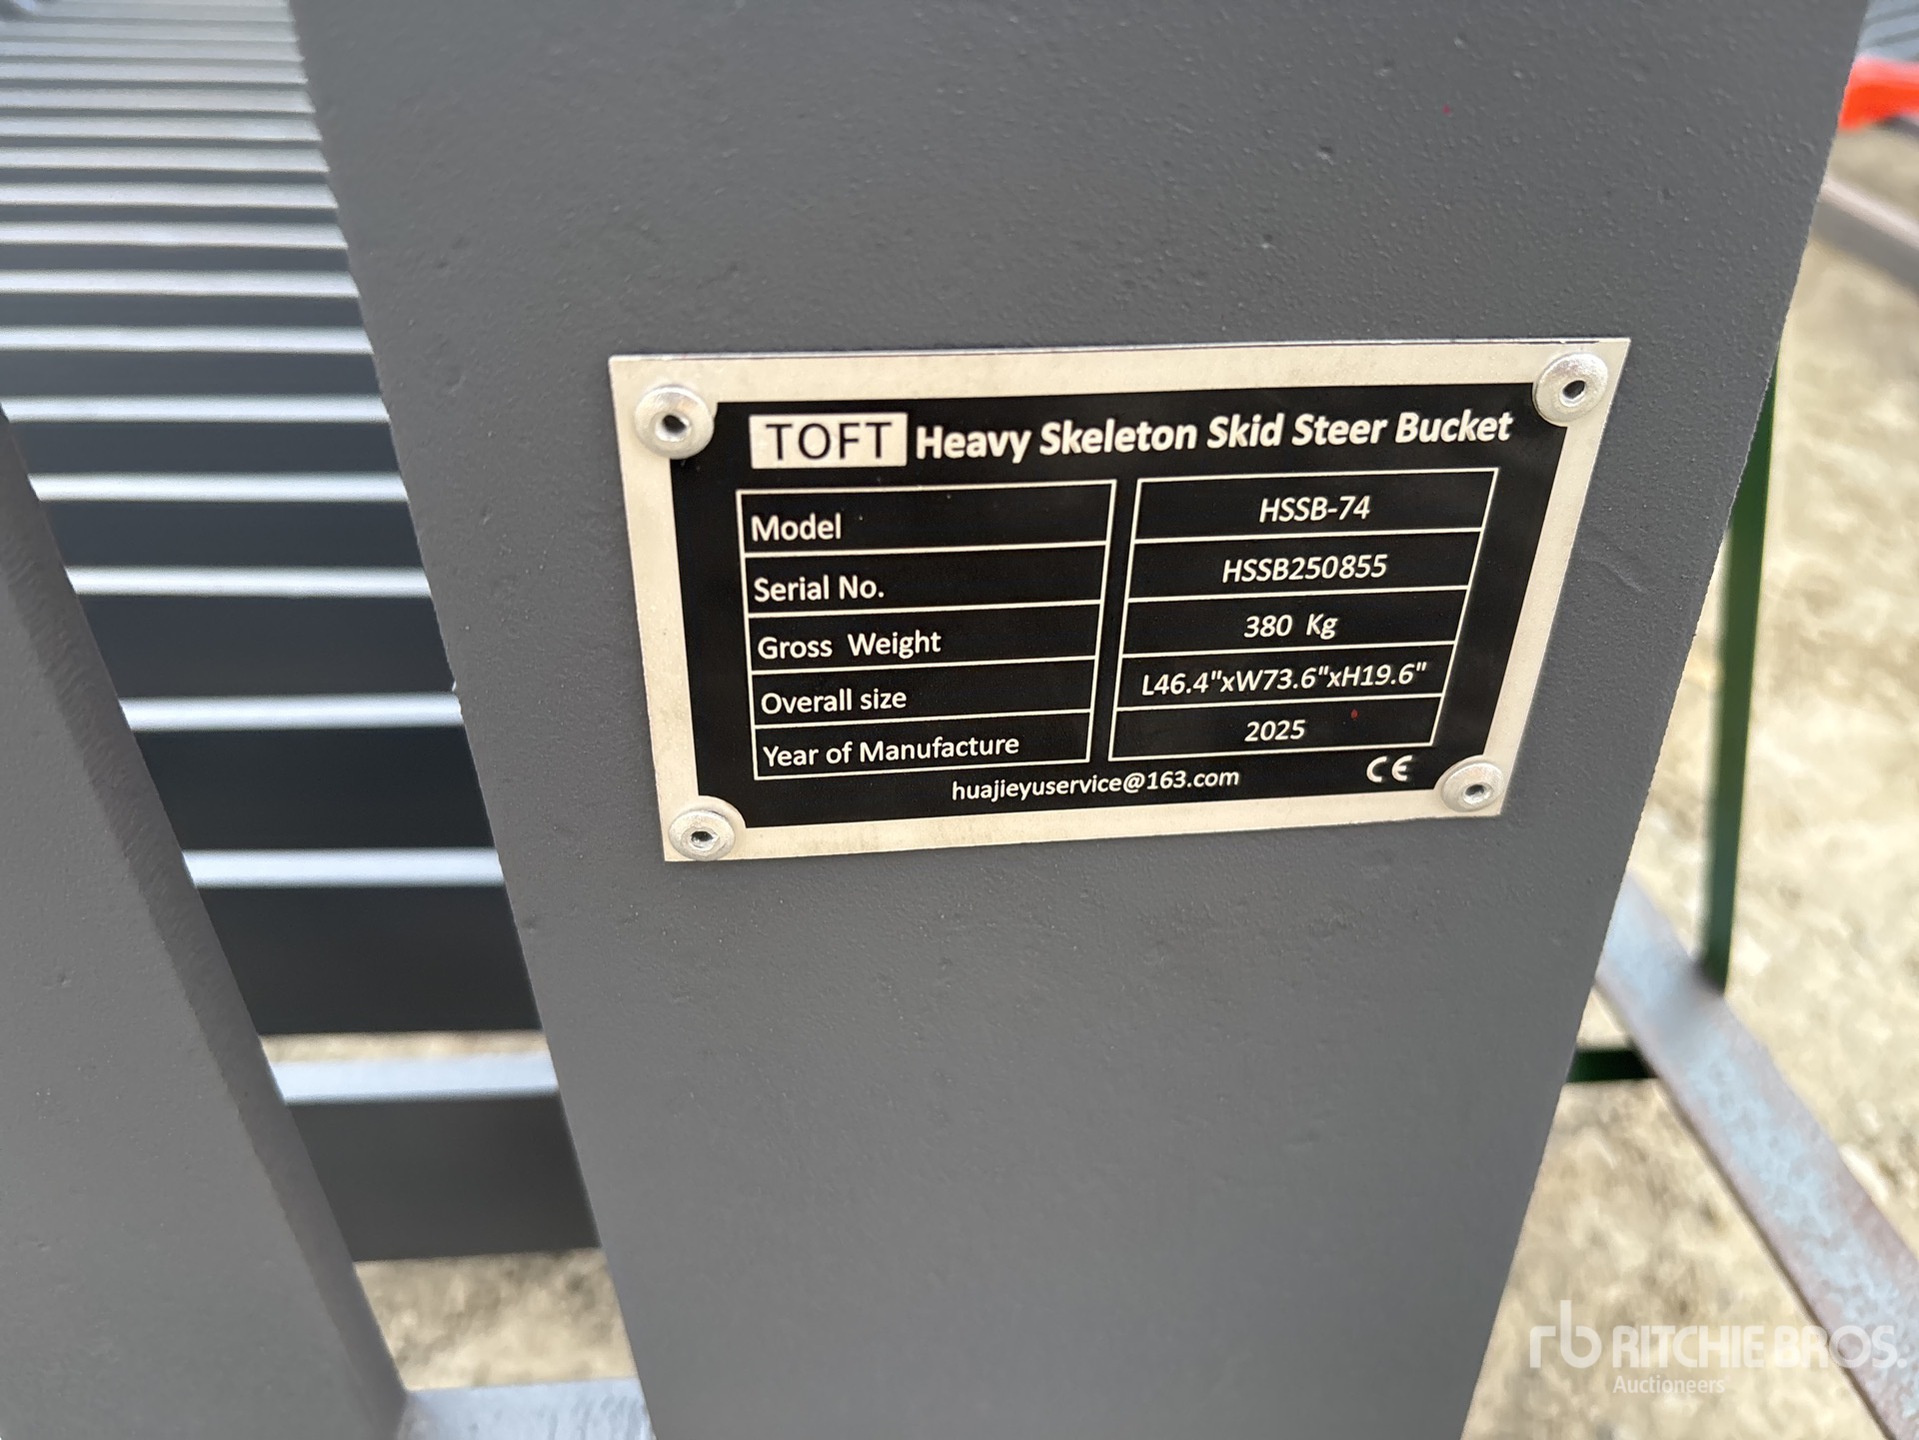 TOFT Heavy Skeleton Skid Steer Bucket
Model HSSB-74
Serial No. HSSB250855
Gross Weight 380 Kg
Overall size L46.4"xW73.6"xH19.6"
Year of Manufacture 2025
huajieyuservice@163.com CE
rb RITCHIE BROS.
Auctioneers